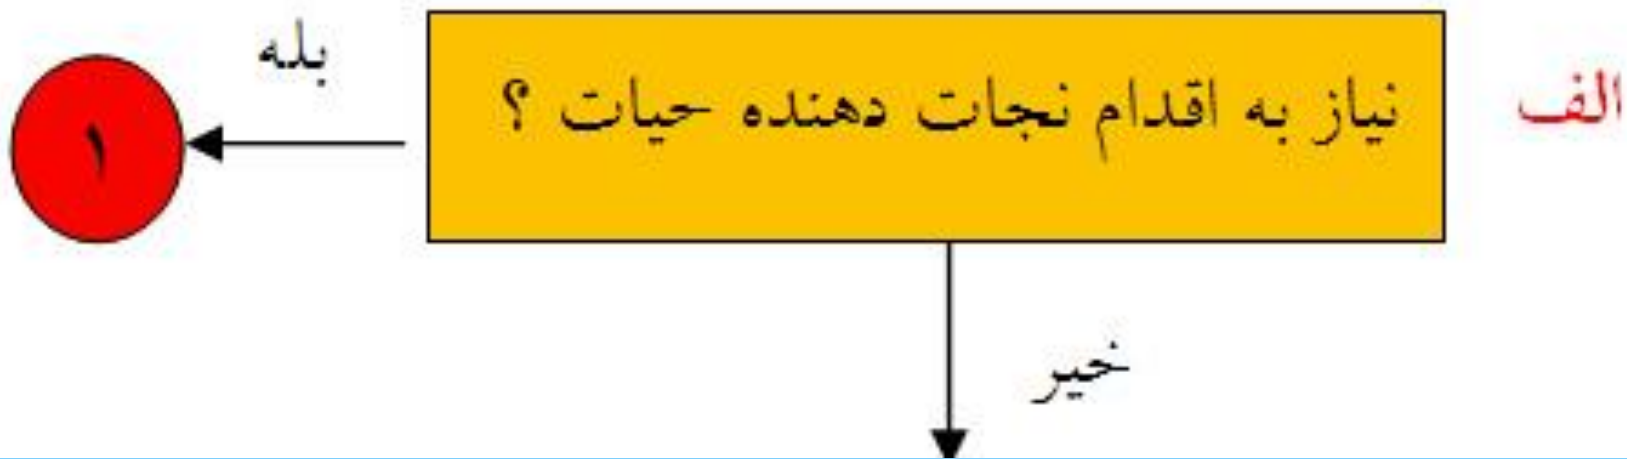 الف
نیاز به اقدام نجات دهنده حیات ؟
بله
۱
خیر